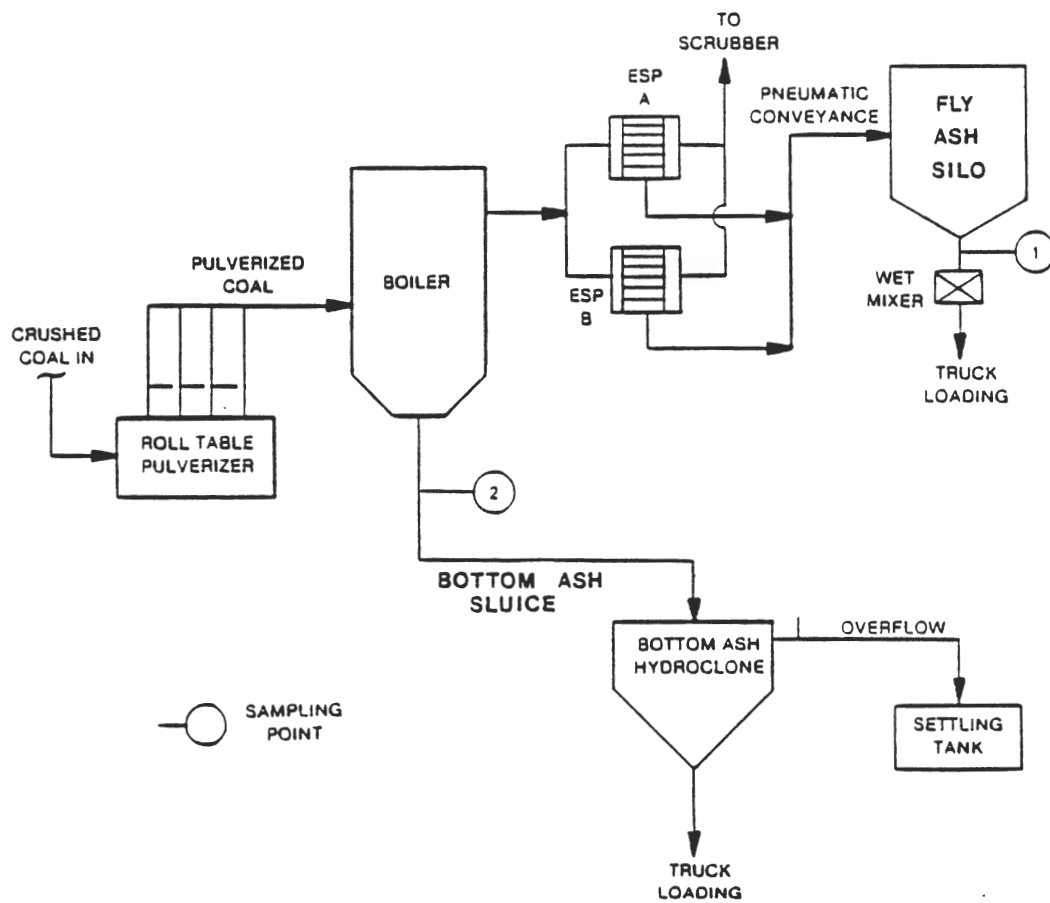 TO
SCRUBBER
ESP
A
PNEUMATIC
CONVEYANCE
FLY
ASH
SILO
1
WET
MIXER
TRUCK
LOADING
ESP
B
BOILER
PULVERIZED
COAL
CRUSHED
COAL IN
ROLL TABLE
PULVERIZER
2
BOTTOM ASH
SLUICE
BOTTOM ASH
HYDROCLONE
OVERFLOW
SETTLING
TANK
SAMPLING
POINT
TRUCK
LOADING